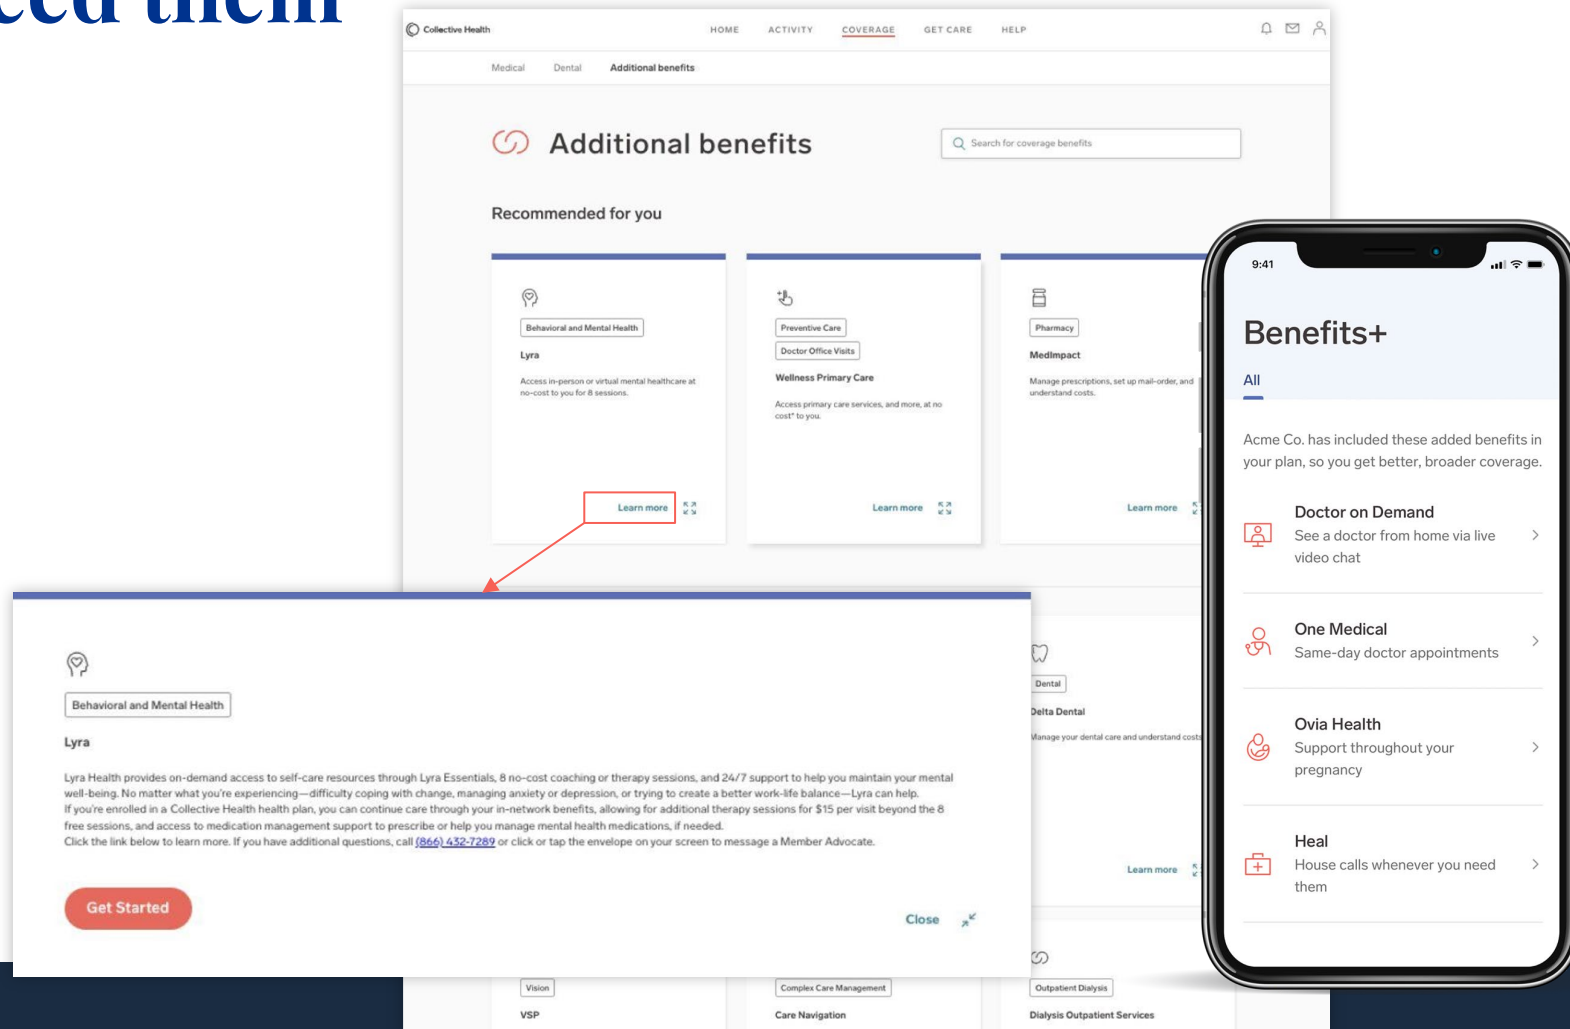 need them
Collective Health
HOME ACTIVITY COVERAGE GET CARE HELP
Medical Dental Additional benefits
Additional benefits
Search for coverage benefits
Recommended for you
Behavioral and Mental Health
Lyra
Access in-person or virtual mental healthcare at
no-cost to you for 8 sessions.
Learn more
Preventive Care
Doctor Office Visits
Wellness Primary Care
Access primary care services, and more, at no
cost* to you.
Learn more
Pharmacy
MedImpact
Manage prescriptions, set up mail-order, and
understand costs.
Learn more
Behavioral and Mental Health
Lyra
Lyra Health provides on-demand access to self-care resources through Lyra Essentials, 8 no-cost coaching or therapy sessions, and 24/7 support to help you maintain your mental
well-being. No matter what you're experiencing—difficulty coping with change, managing anxiety or depression, or trying to create a better work-life balance—Lyra can help.
If you're enrolled in a Collective Health health plan, you can continue care through your in-network benefits, allowing for additional therapy sessions for $15 per visit beyond the 8
free sessions, and access to medication management support to prescribe or help you manage mental health medications, if needed.
Click the link below to learn more. If you have additional questions, call (866) 432-7289 or click or tap the envelope on your screen to message a Member Advocate.
Get Started
Close
Dental
Delta Dental
Manage your dental care and understand costs
Learn more
Vision
VSP
Complex Care Management
Care Navigation
Outpatient Dialysis
Dialysis Outpatient Services
9:41
Benefits+
All
Acme Co. has included these added benefits in
your plan, so you get better, broader coverage.
Doctor on Demand
See a doctor from home via live
video chat
One Medical
Same-day doctor appointments
Ovia Health
Support throughout your
pregnancy
Heal
House calls whenever you need
them